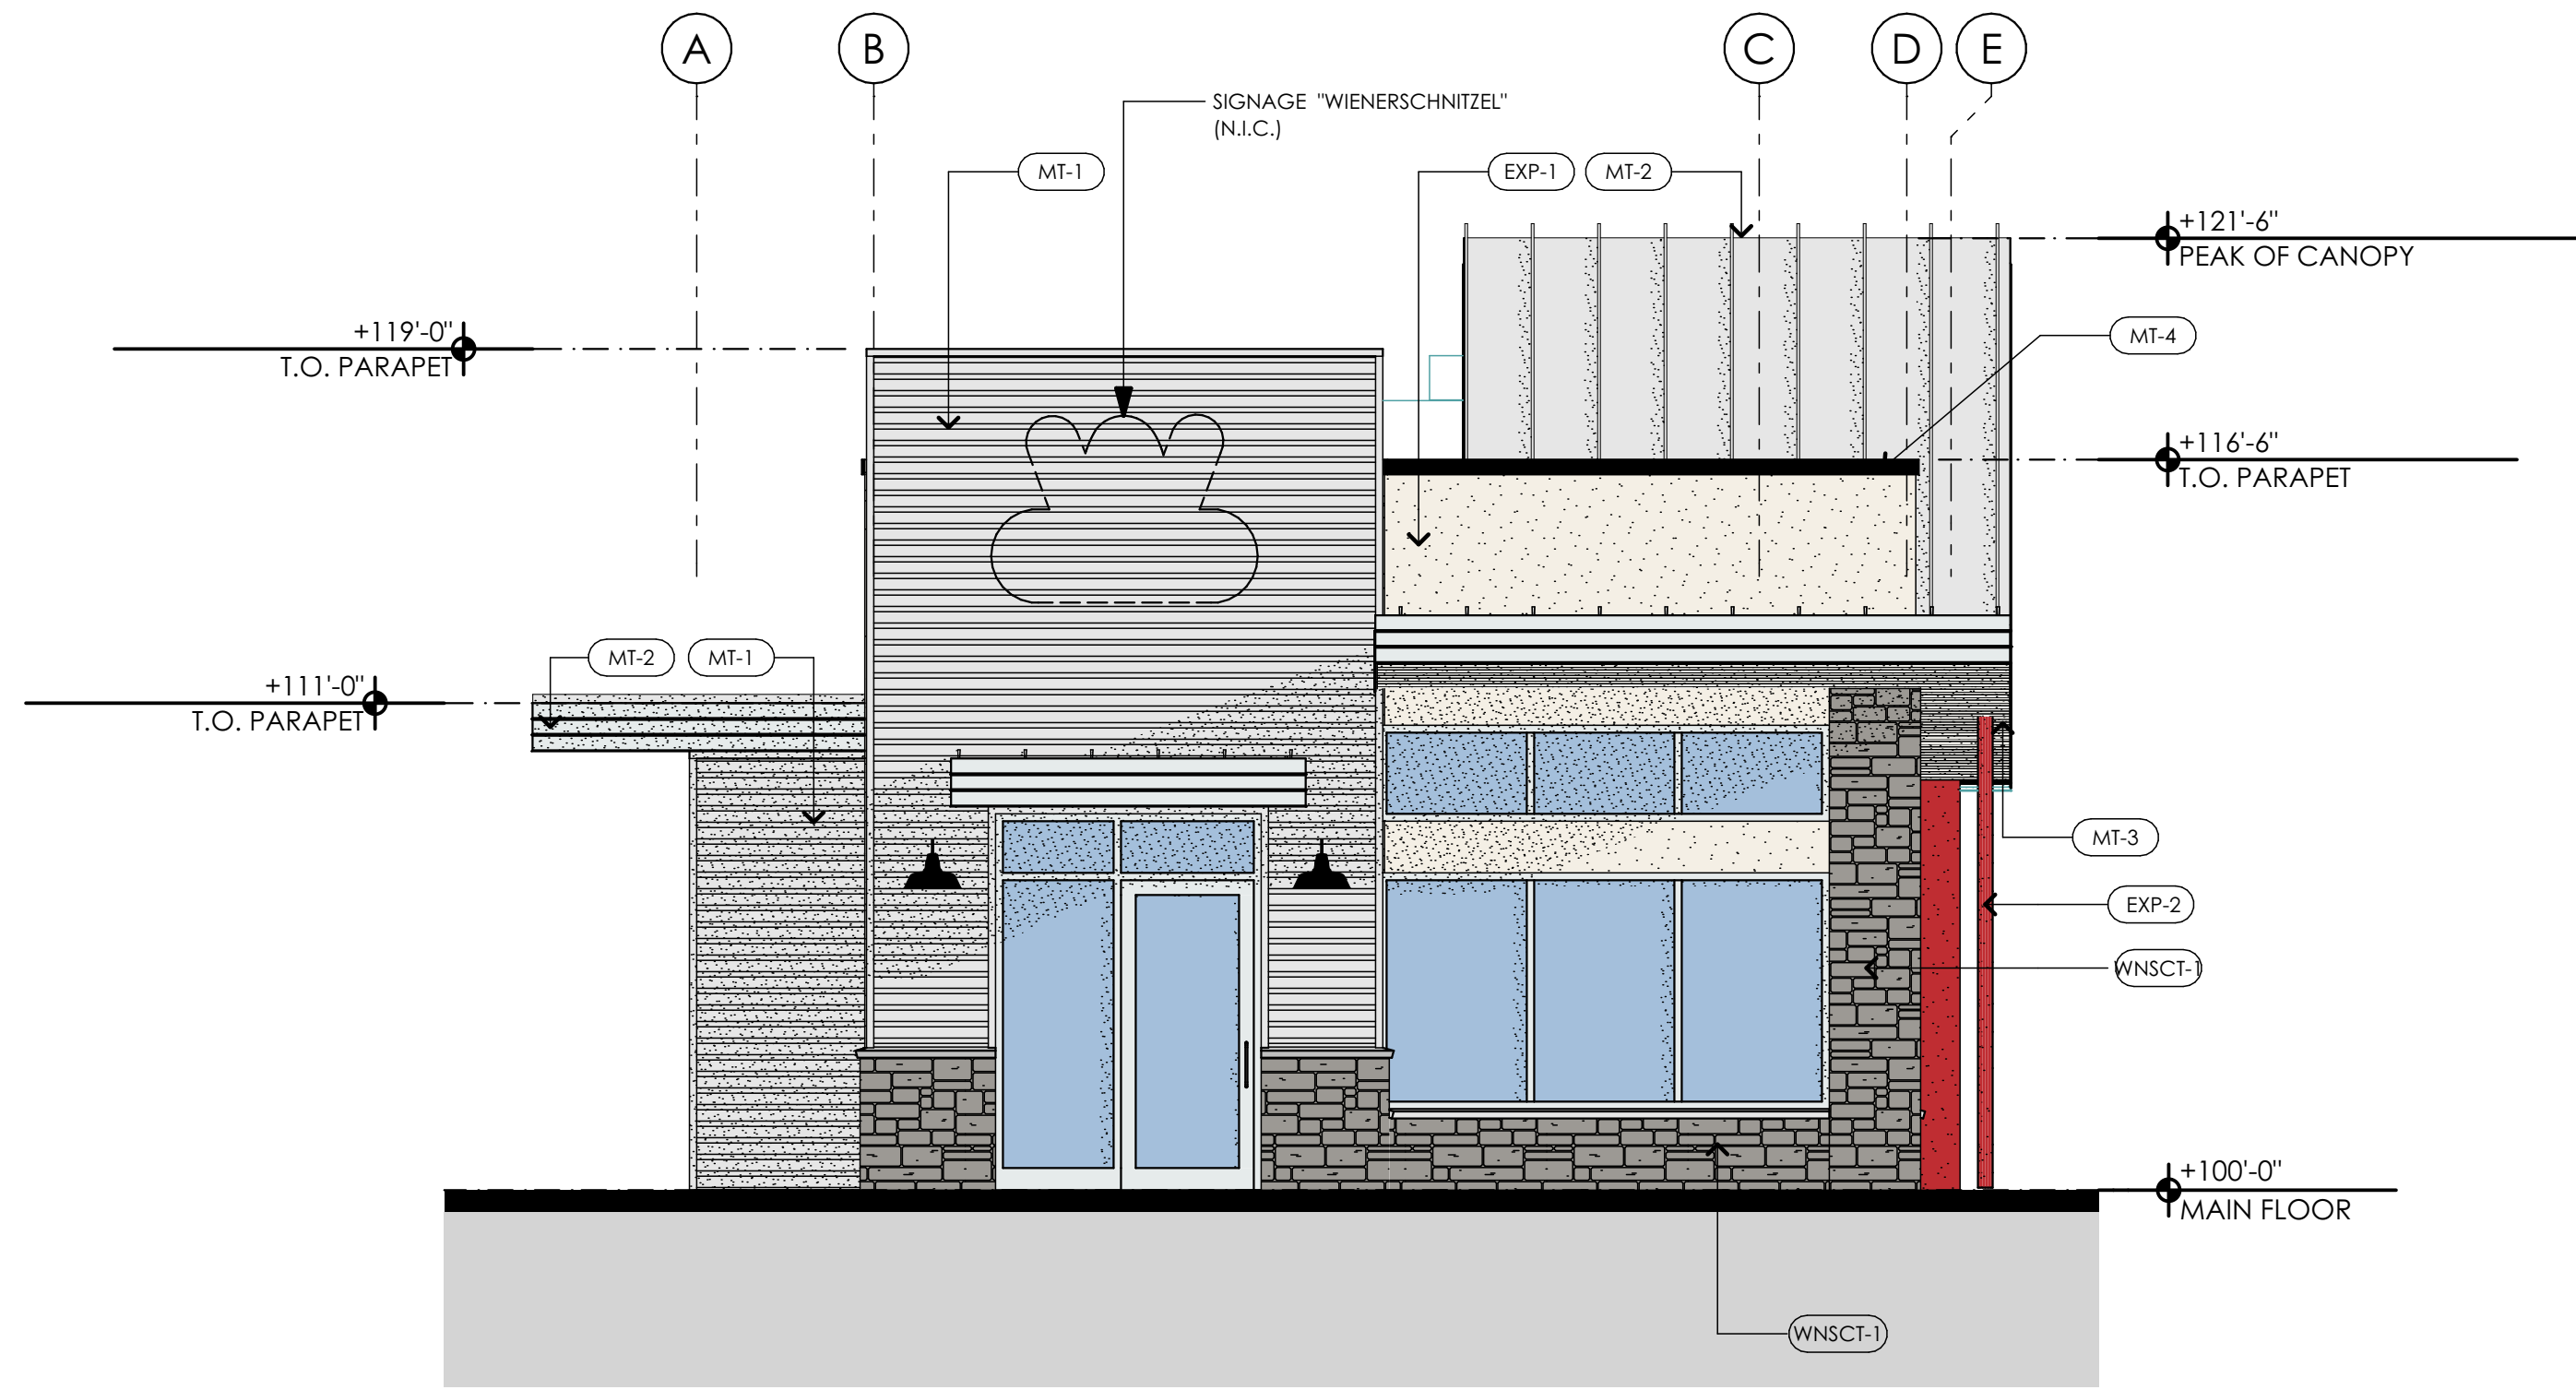 A B C D E
SIGNAGE "WIENERSCHNITZEL"
(N.I.C.)
MT-1
EXP-1
MT-2
+121'-6"
PEAK OF CANOPY
+119'-0"
T.O. PARAPET
MT-4
+116'-6"
T.O. PARAPET
MT-2
MT-1
+111'-0"
T.O. PARAPET
MT-3
EXP-2
WNSCT-1
+100'-0"
MAIN FLOOR
WNSCT-1